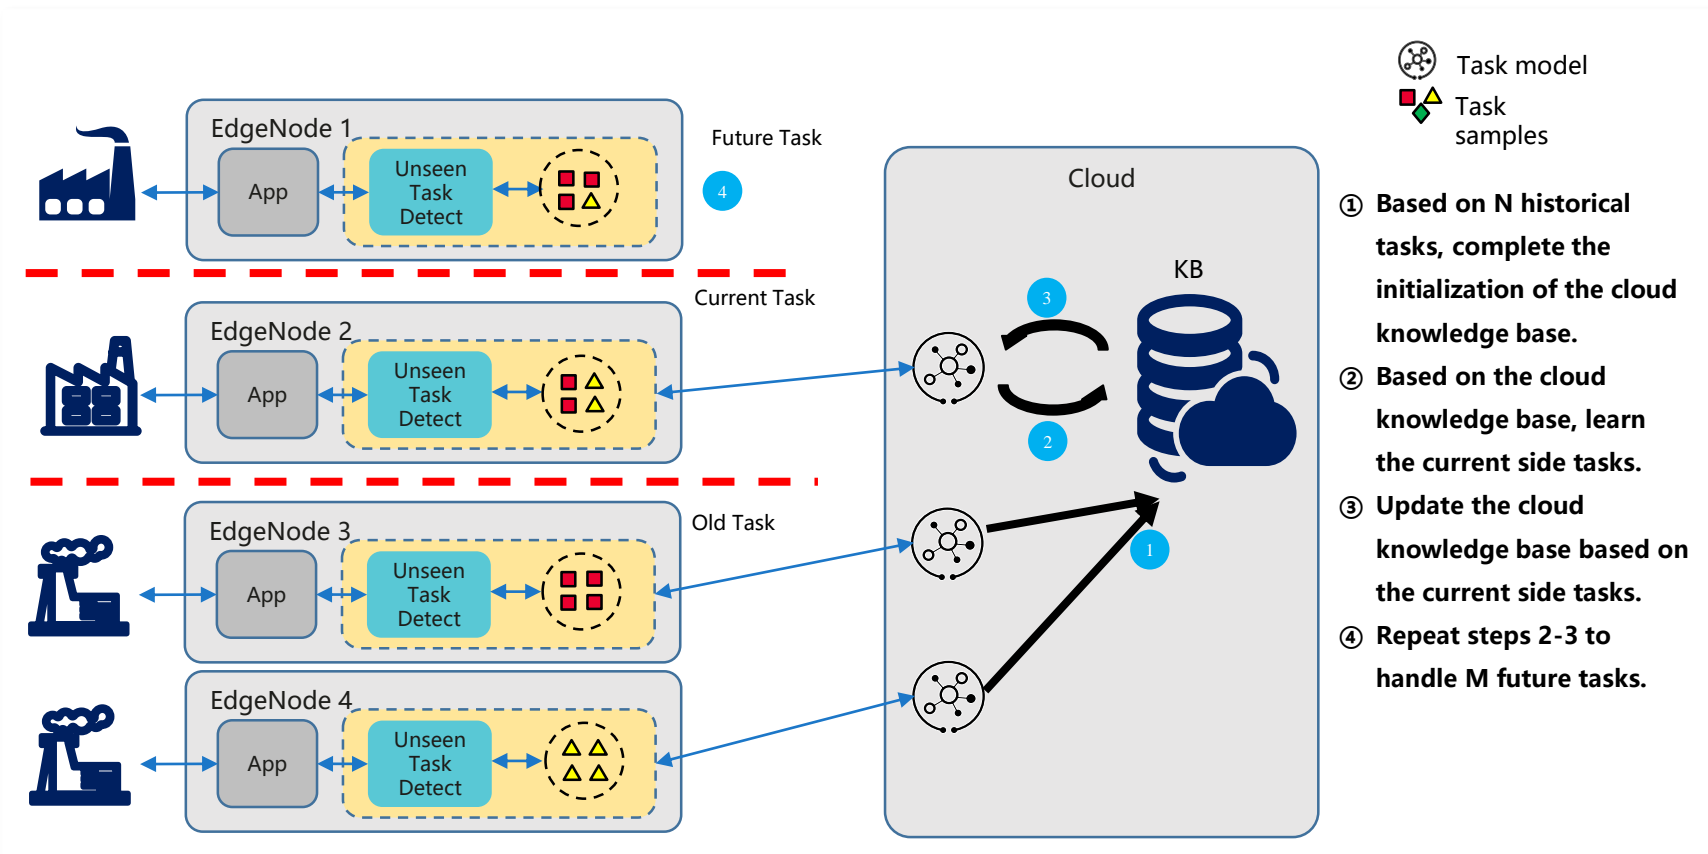 Task model
Task
samples
EdgeNode 1
App
Unseen
Task
Detect
Future Task
4
EdgeNode 2
App
Unseen
Task
Detect
Current Task
EdgeNode 3
App
Unseen
Task
Detect
Old Task
EdgeNode 4
App
Unseen
Task
Detect
Cloud
KB
3
2
1
① Based on N historical
tasks, complete the
initialization of the cloud
knowledge base.
② Based on the cloud
knowledge base, learn
the current side tasks.
③ Update the cloud
knowledge base based on
the current side tasks.
④ Repeat steps 2-3 to
handle M future tasks.